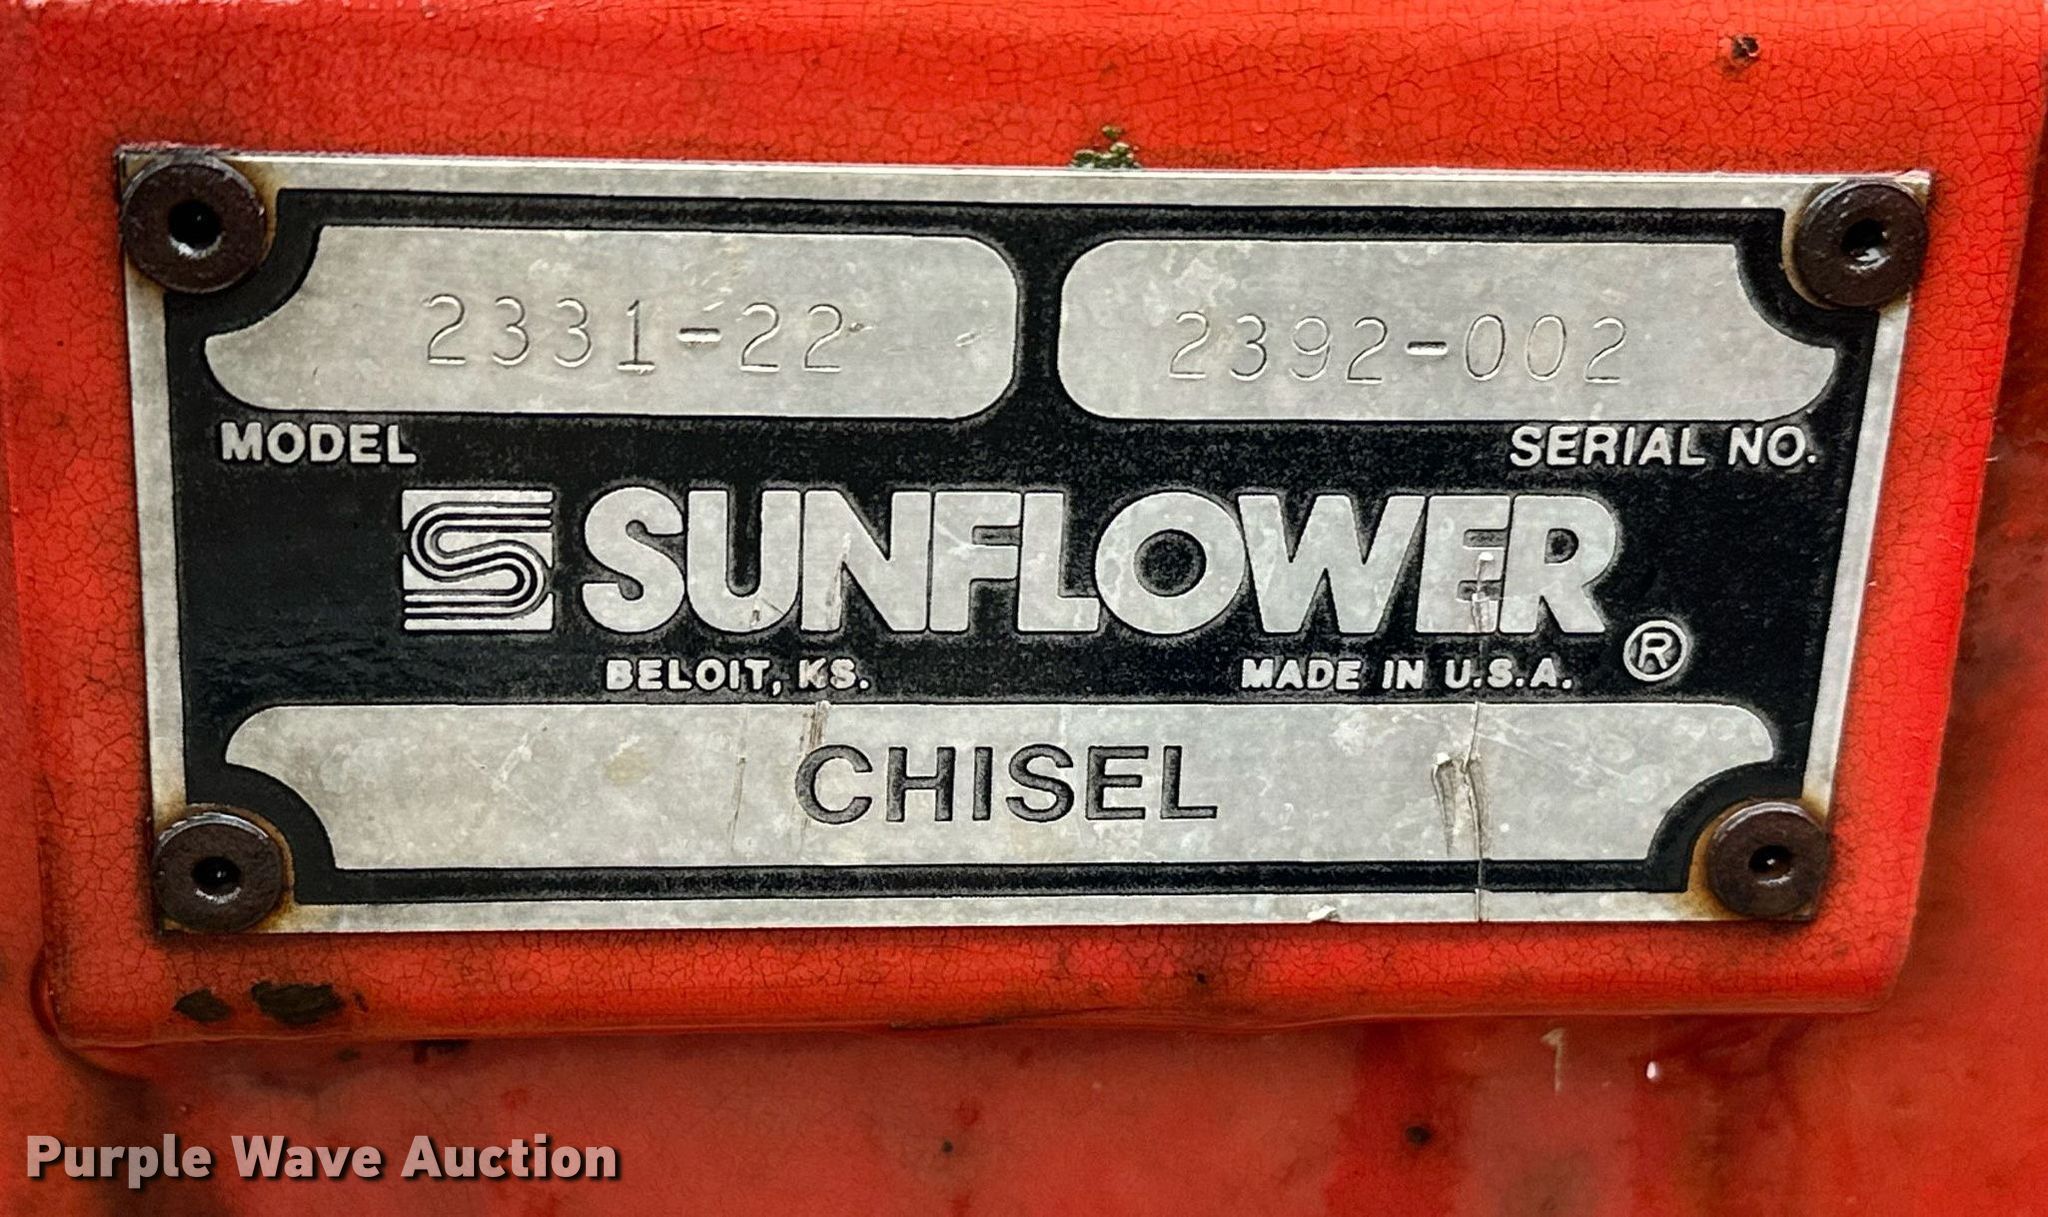 2331-22 2392-002
MODEL SERIAL NO.
SUNFLOWER ®
BELOIT, KS. MADE IN U.S.A.
CHISEL
Purple Wave Auction